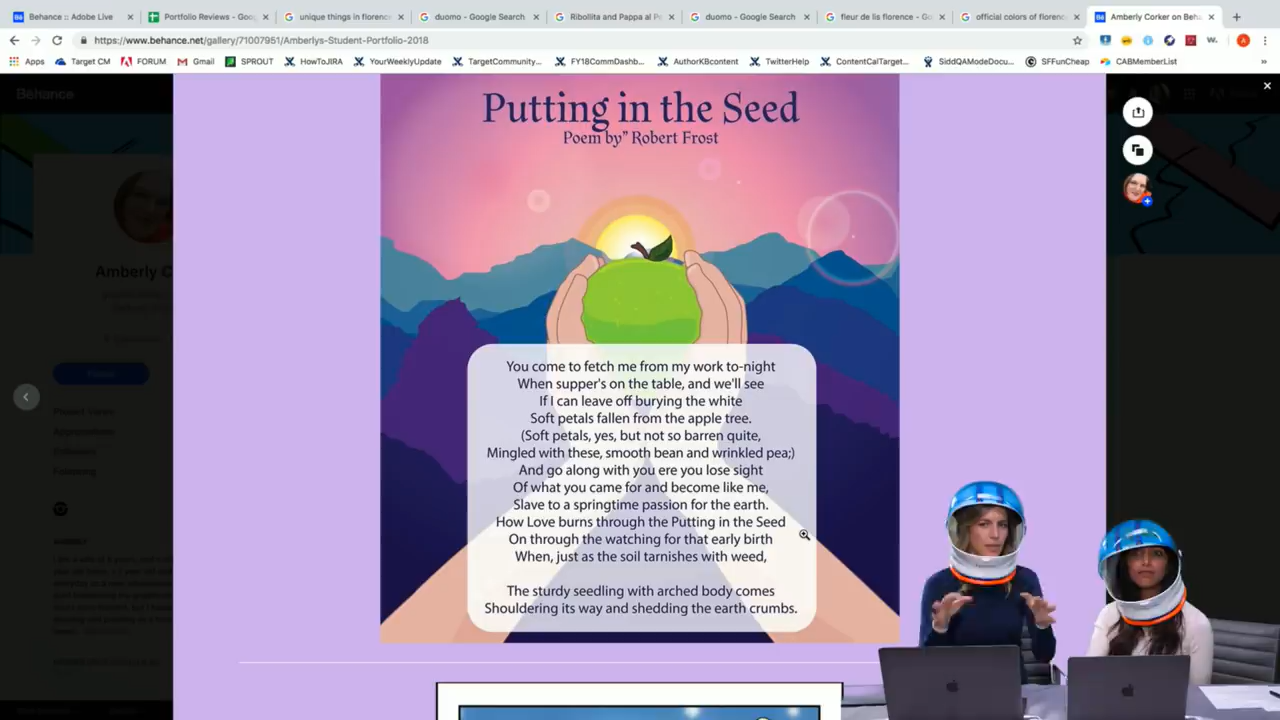 Behance :: Adobe Live
Portfolio Reviews - Goo
unique things in florence
duomo - Google Search
Ribollita and Pappa al P
duomo - Google Search
fleur de lis florence - Go
official colors of florence
Amberly Corker on Beh
https://www.behance.net/gallery/71007951/Amberlys-Student-Portfolio-2018
Apps
Target CM
FORUM
Gmail
SPROUT
HowToJIRA
YourWeeklyUpdate
TargetCommunity...
FY18CommDashb...
AuthorKBcontent
TwitterHelp
ContentCalTarget...
SiddQAModeDocu...
SFFunCheap
CABMemberList
Behance
Amberly C
Follow
Putting in the Seed
Poem by” Robert Frost
You come to fetch me from my work to-night
When supper's on the table, and we'll see
If I can leave off burying the white
Soft petals fallen from the apple tree.
(Soft petals, yes, but not so barren quite,
Mingled with these, smooth bean and wrinkled pea;)
And go along with you ere you lose sight
Of what you came for and become like me,
Slave to a springtime passion for the earth.
How Love burns through the Putting in the Seed
On through the watching for that early birth
When, just as the soil tarnishes with weed,
The sturdy seedling with arched body comes
Shouldering its way and shedding the earth crumbs.